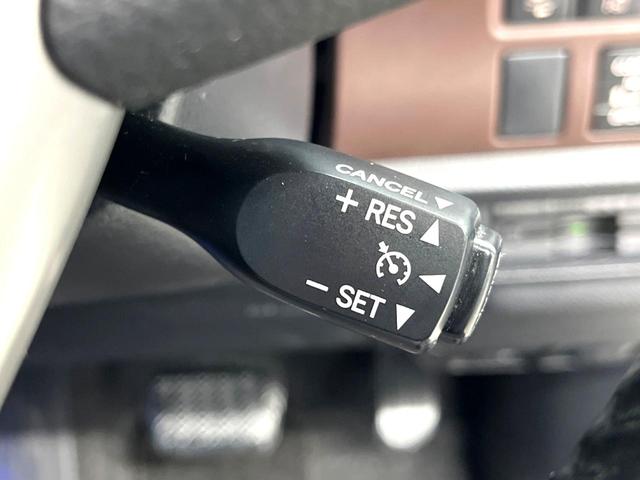 CANCEL ▼
+ RES ▲
◀
− SET ▼